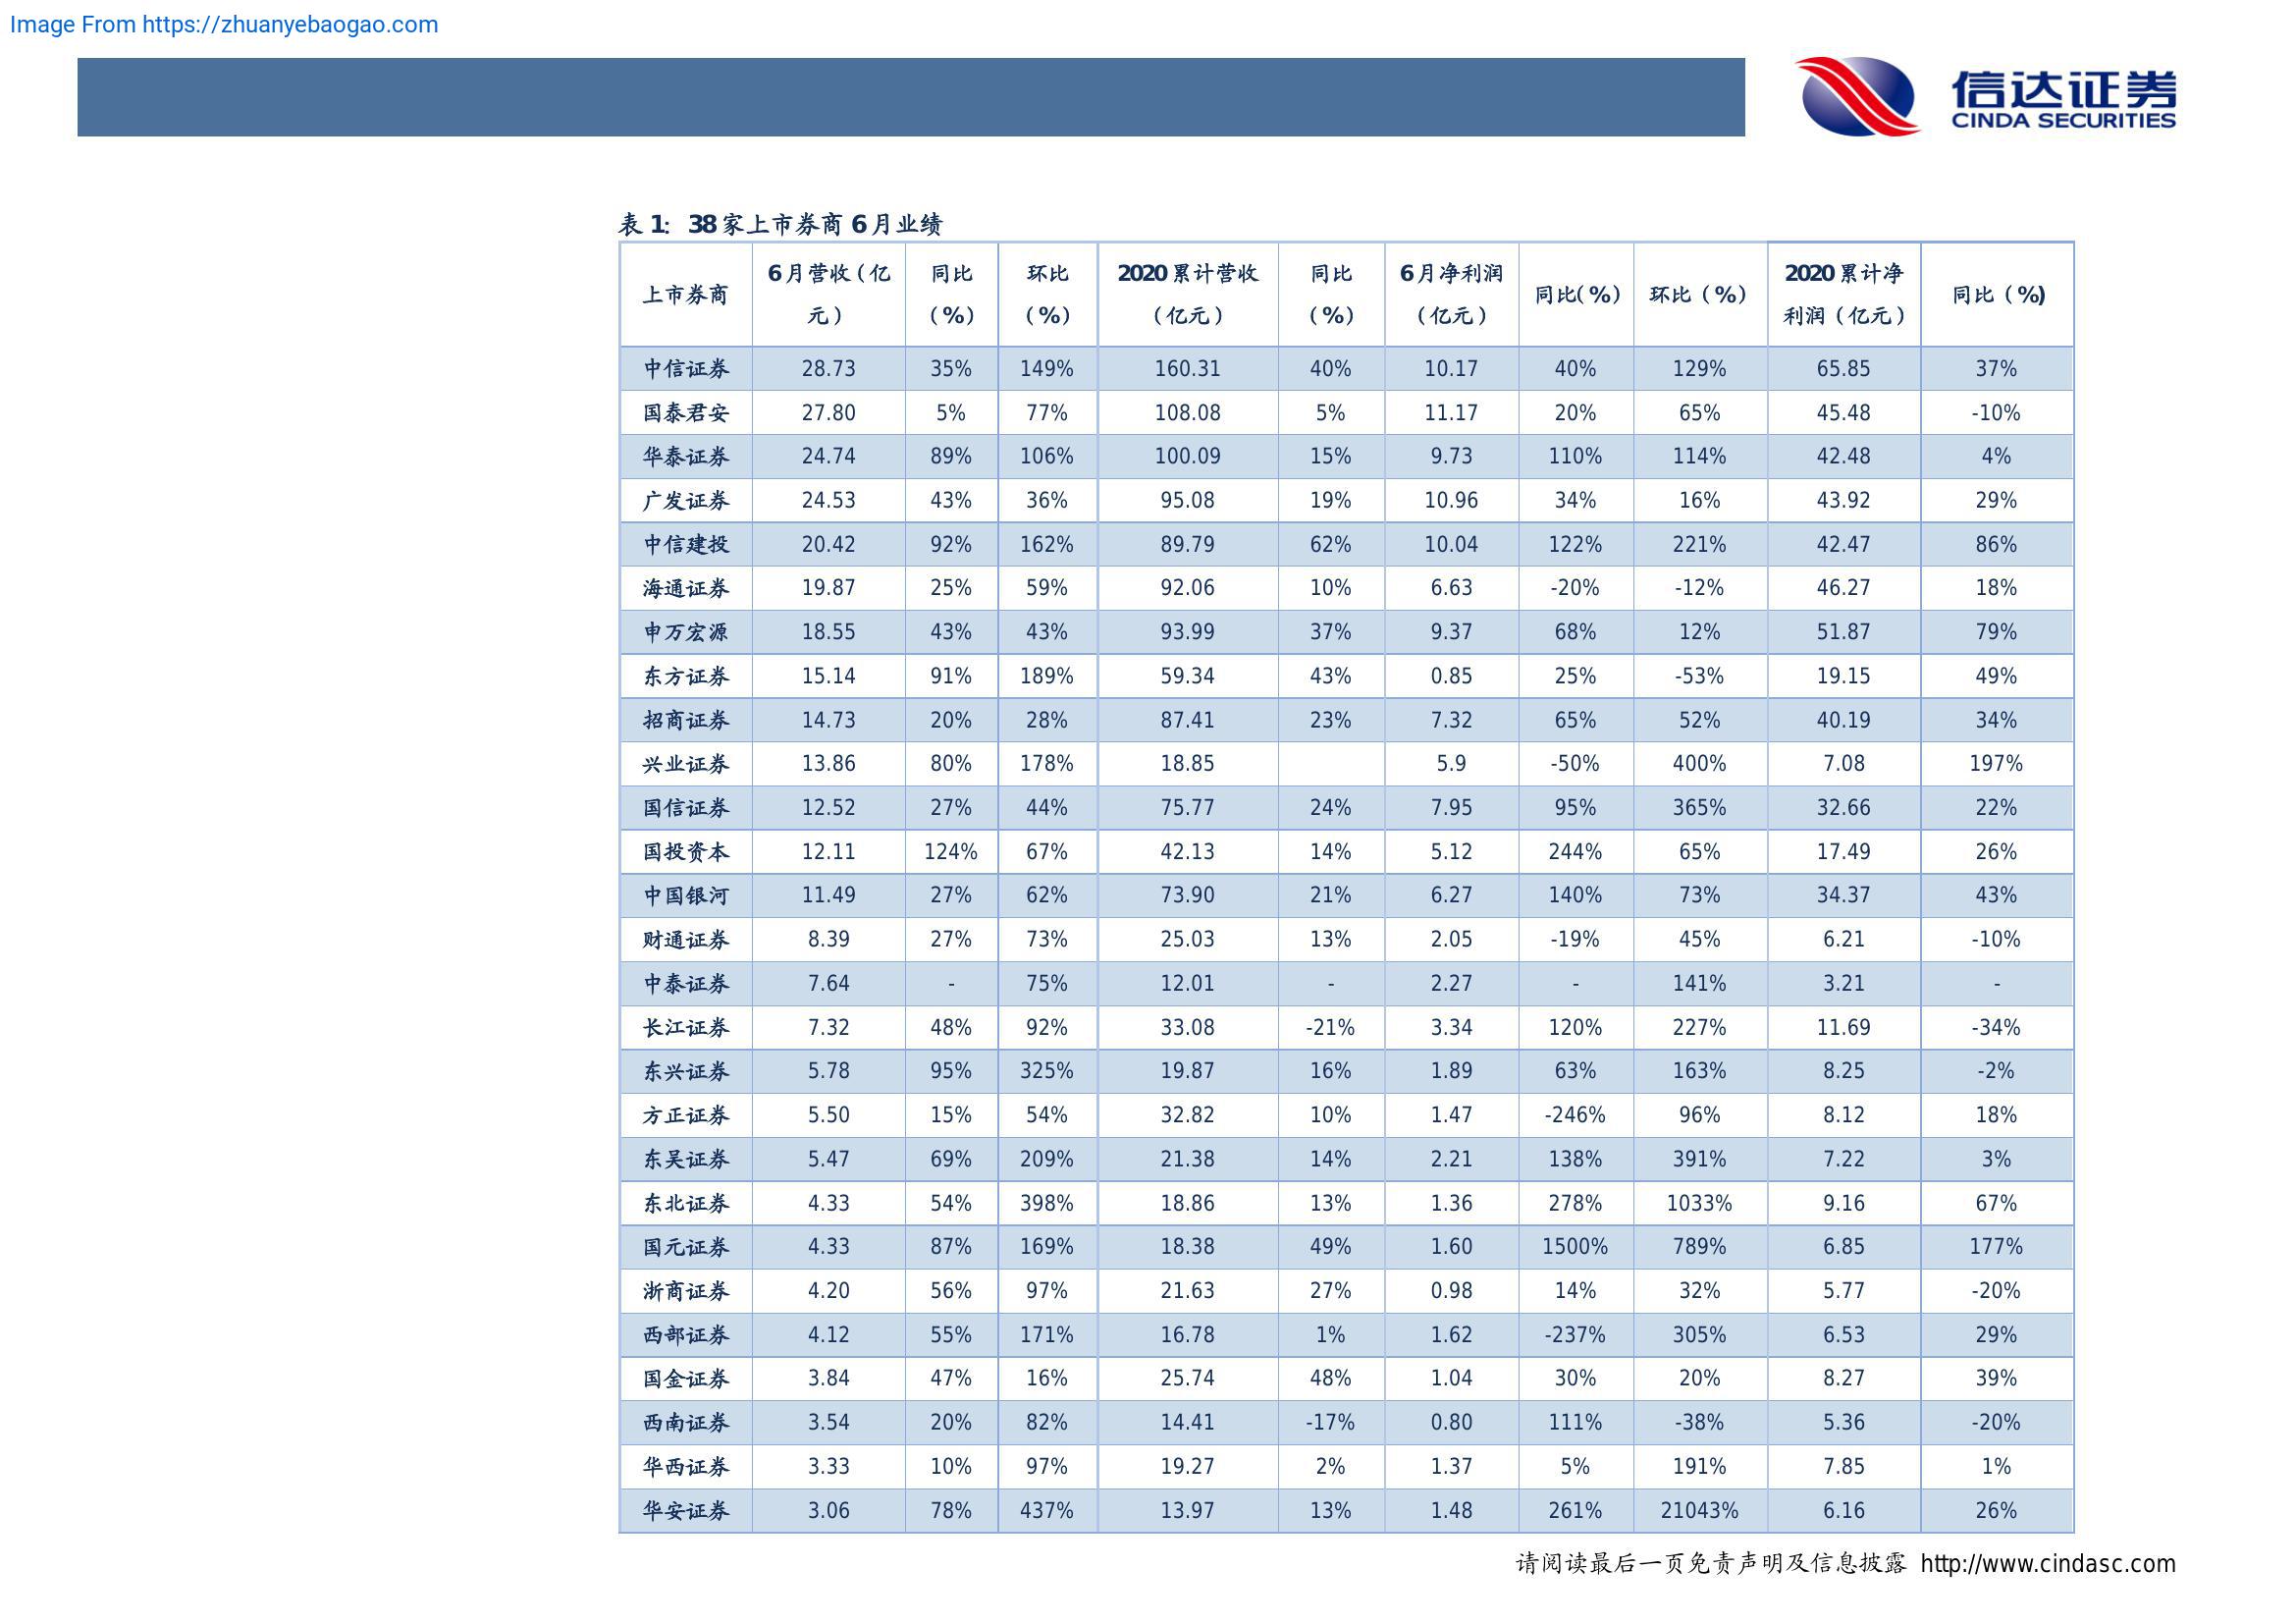 Image From https://zhuanyebaogao.com
信达证券
CINDA SECURITIES
表 1: 38 家上市券商 6 月业绩
上市券商 6 月营收（亿元） 同比（%） 环比（%） 2020 累计营收（亿元） 同比（%） 6 月净利润（亿元） 同比(%) 环比（%） 2020 累计净利润（亿元） 同比（%)
中信证券 28.73 35% 149% 160.31 40% 10.17 40% 129% 65.85 37%
国泰君安 27.80 5% 77% 108.08 5% 11.17 20% 65% 45.48 -10%
华泰证券 24.74 89% 106% 100.09 15% 9.73 110% 114% 42.48 4%
广发证券 24.53 43% 36% 95.08 19% 10.96 34% 16% 43.92 29%
中信建投 20.42 92% 162% 89.79 62% 10.04 122% 221% 42.47 86%
海通证券 19.87 25% 59% 92.06 10% 6.63 -20% -12% 46.27 18%
申万宏源 18.55 43% 43% 93.99 37% 9.37 68% 12% 51.87 79%
东方证券 15.14 91% 189% 59.34 43% 0.85 25% -53% 19.15 49%
招商证券 14.73 20% 28% 87.41 23% 7.32 65% 52% 40.19 34%
兴业证券 13.86 80% 178% 18.85 5.9 -50% 400% 7.08 197%
国信证券 12.52 27% 44% 75.77 24% 7.95 95% 365% 32.66 22%
国投资本 12.11 124% 67% 42.13 14% 5.12 244% 65% 17.49 26%
中国银河 11.49 27% 62% 73.90 21% 6.27 140% 73% 34.37 43%
财通证券 8.39 27% 73% 25.03 13% 2.05 -19% 45% 6.21 -10%
中泰证券 7.64 - 75% 12.01 - 2.27 - 141% 3.21 -
长江证券 7.32 48% 92% 33.08 -21% 3.34 120% 227% 11.69 -34%
东兴证券 5.78 95% 325% 19.87 16% 1.89 63% 163% 8.25 -2%
方正证券 5.50 15% 54% 32.82 10% 1.47 -246% 96% 8.12 18%
东吴证券 5.47 69% 209% 21.38 14% 2.21 138% 391% 7.22 3%
东北证券 4.33 54% 398% 18.86 13% 1.36 278% 1033% 9.16 67%
国元证券 4.33 87% 169% 18.38 49% 1.60 1500% 789% 6.85 177%
浙商证券 4.20 56% 97% 21.63 27% 0.98 14% 32% 5.77 -20%
西部证券 4.12 55% 171% 16.78 1% 1.62 -237% 305% 6.53 29%
国金证券 3.84 47% 16% 25.74 48% 1.04 30% 20% 8.27 39%
西南证券 3.54 20% 82% 14.41 -17% 0.80 111% -38% 5.36 -20%
华西证券 3.33 10% 97% 19.27 2% 1.37 5% 191% 7.85 1%
华安证券 3.06 78% 437% 13.97 13% 1.48 261% 21043% 6.16 26%
请阅读最后一页免责声明及信息披露 http://www.cindasc.com